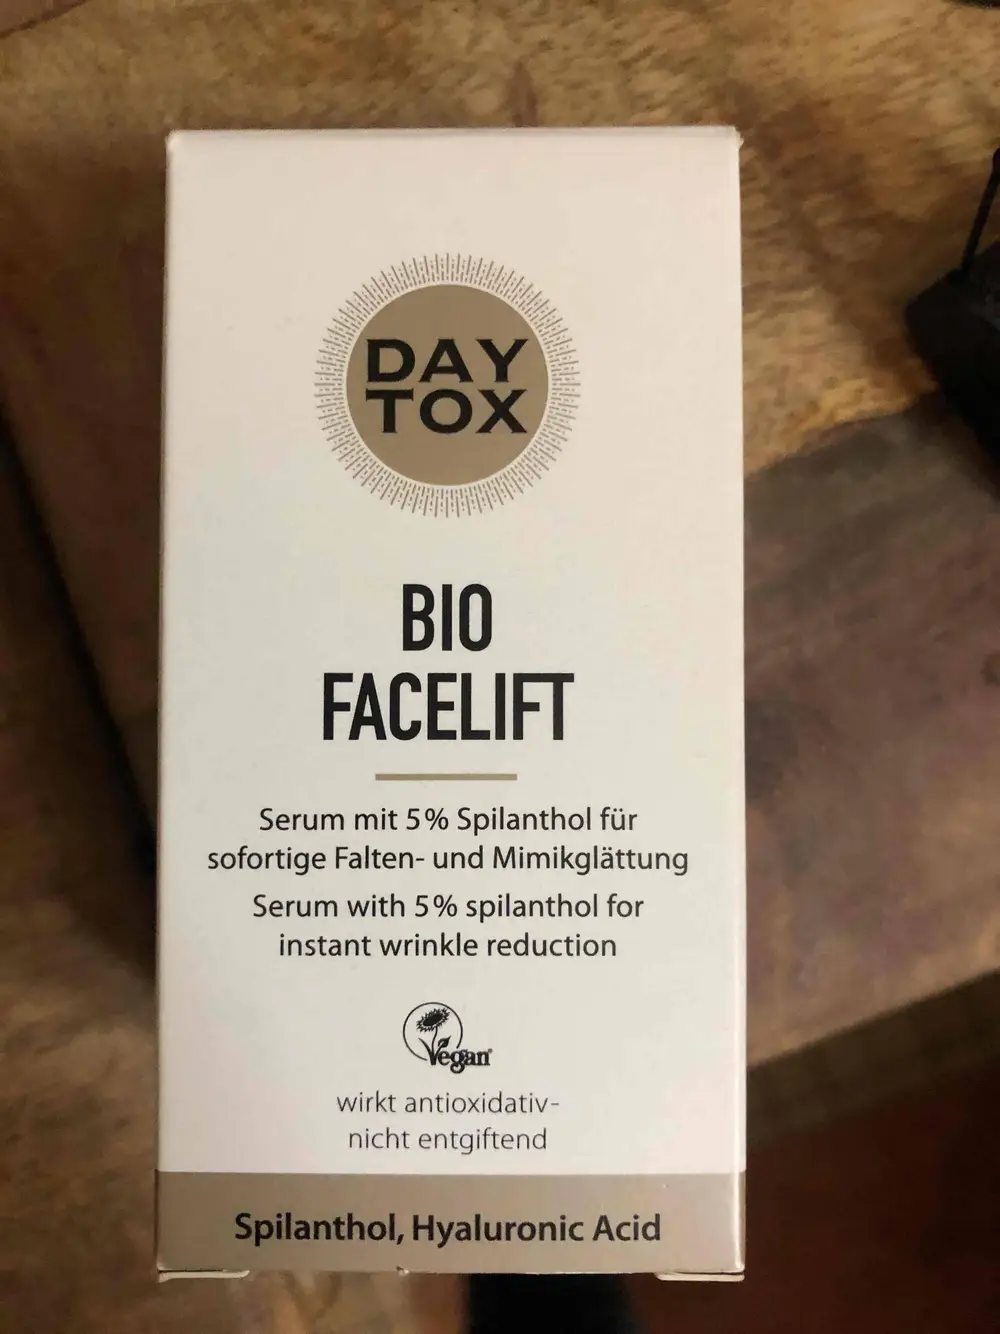 DAY
TOX
BIO
FACELIFT
Serum mit 5% Spilanthol für
sofortige Falten- und Mimikglättung
Serum with 5% spilanthol for
instant wrinkle reduction
Vegan
wirkt antioxidativ-
nicht entgiftend
Spilanthol, Hyaluronic Acid